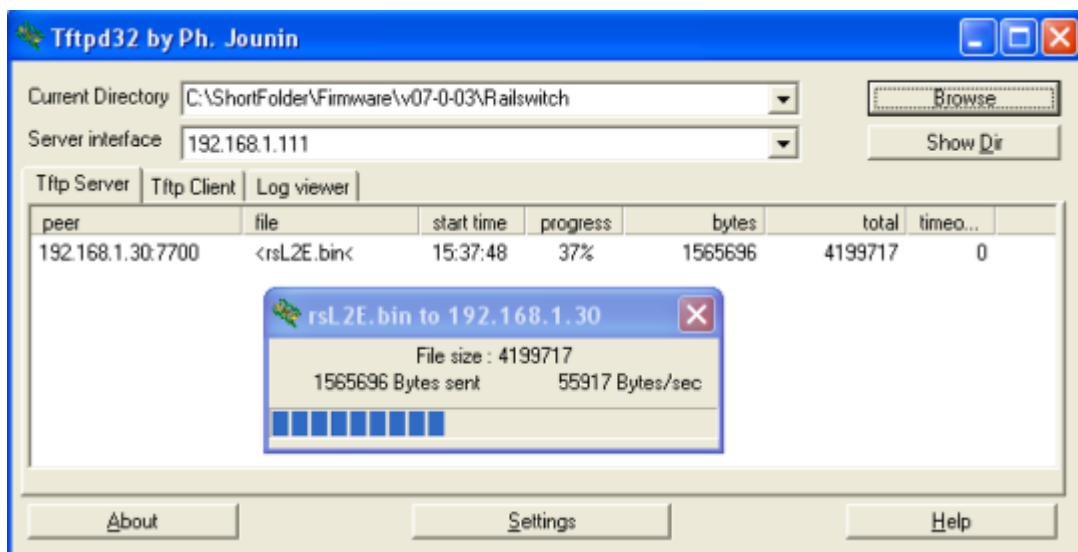 Tftpd32 by Ph. Jounin
Current Directory C:\ShortFolder\Firmware\v07-0-03\Railswitch Browse
Server interface 192.168.1.111 Show Dir
Tftp Server Tftp Client Log viewer
peer file start time progress bytes total timeo...
192.168.1.30:7700 <rsL2E.bin< 15:37:48 37% 1565696 4199717 0
rsL2E.bin to 192.168.1.30
File size : 4199717
1565696 Bytes sent 55917 Bytes/sec
About Settings Help